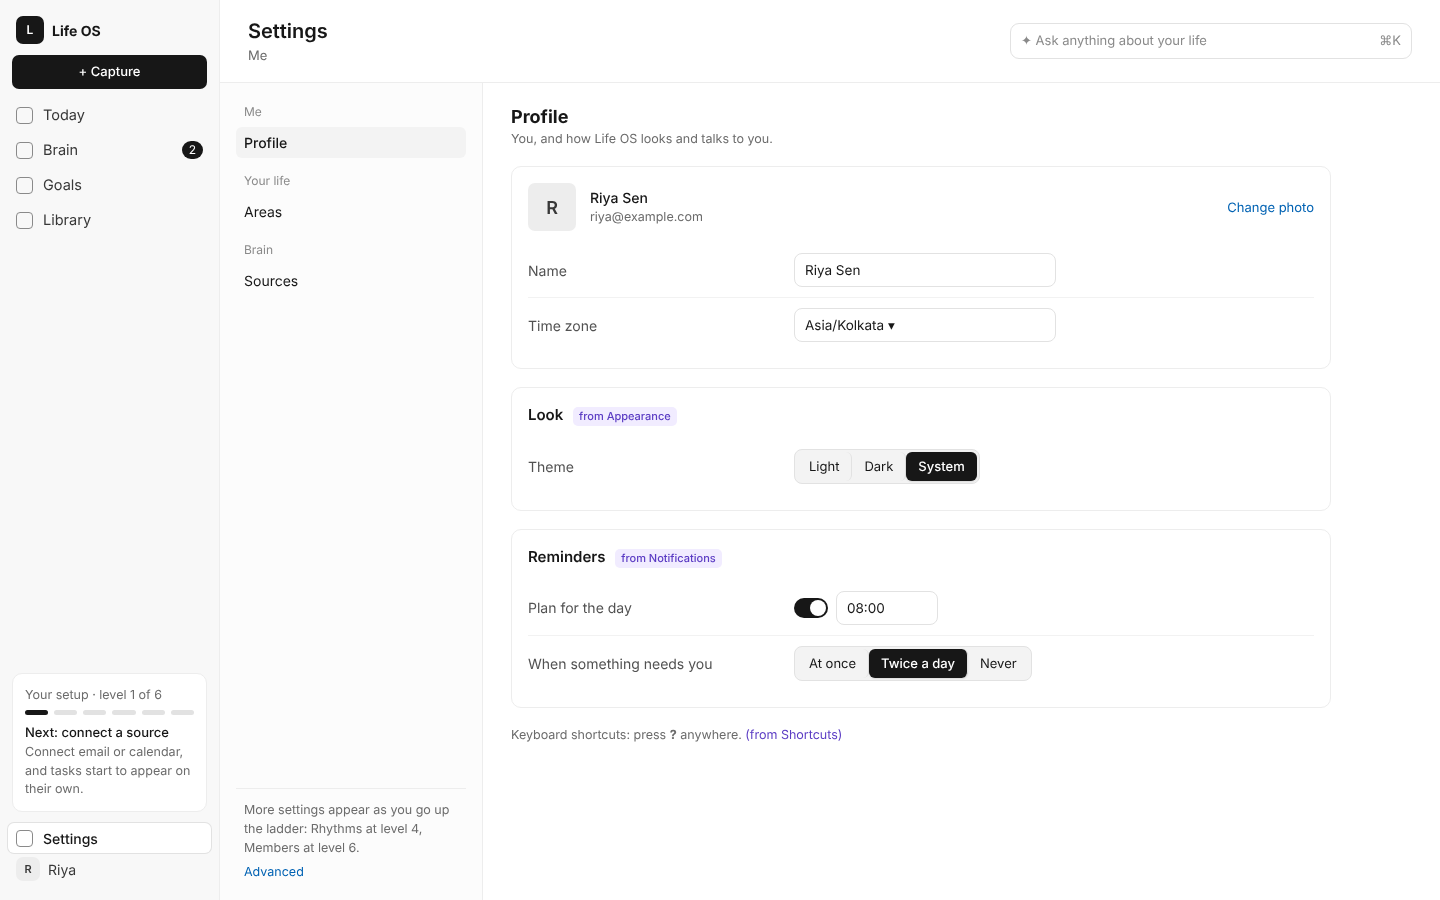 L Life OS
+ Capture
Today
Brain 2
Goals
Library
Your setup · level 1 of 6
Next: connect a source
Connect email or calendar,
and tasks start to appear on
their own.
Settings
R Riya
Settings
Me
✦ Ask anything about your life ⌘K
Me
Profile
Your life
Areas
Brain
Sources
More settings appear as you go up
the ladder: Rhythms at level 4,
Members at level 6.
Advanced
Profile
You, and how Life OS looks and talks to you.
R
Riya Sen
riya@example.com
Change photo
Name Riya Sen
Time zone Asia/Kolkata ▾
Look from Appearance
Theme Light Dark System
Reminders from Notifications
Plan for the day 08:00
When something needs you At once Twice a day Never
Keyboard shortcuts: press ? anywhere. (from Shortcuts)